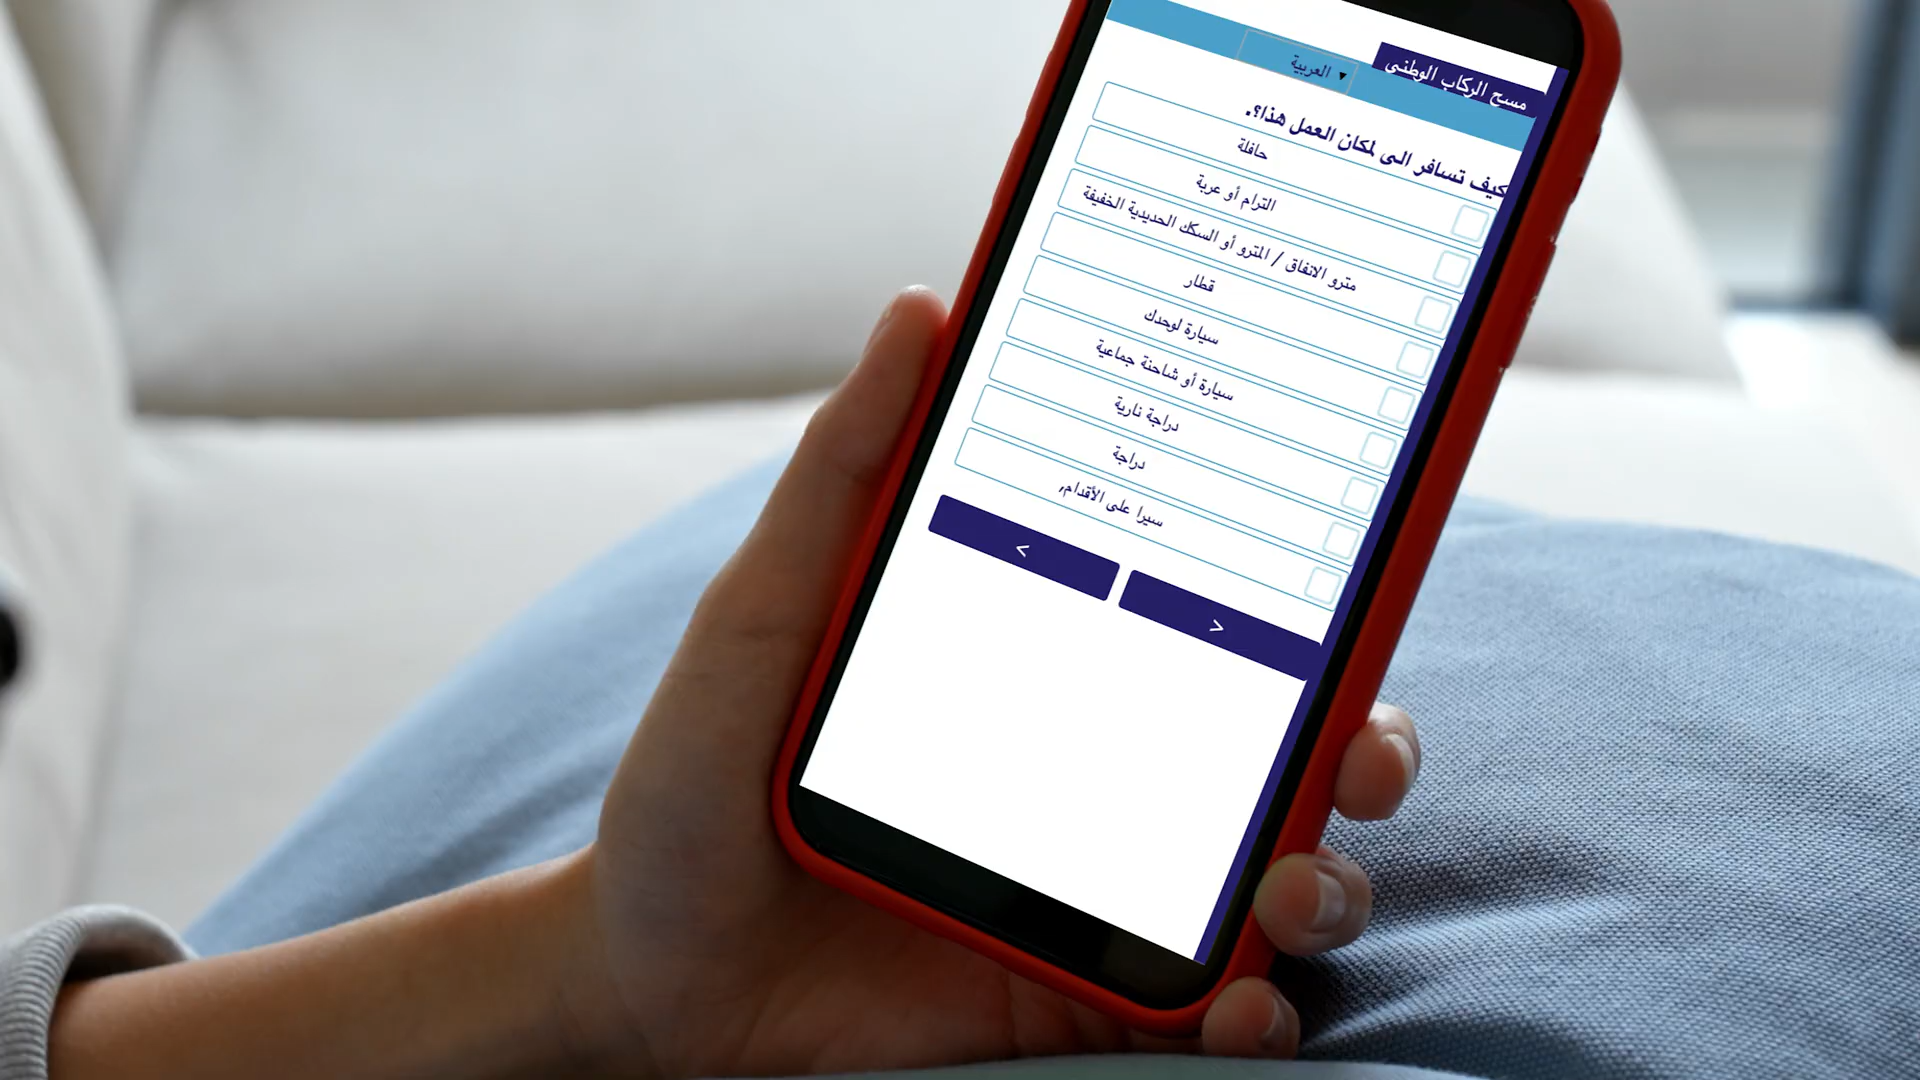 مسح الركاب الوطني
العربية ▼
كيف تسافر الى لمكان العمل هذا؟.
حافلة
الترام أو عربة
مترو الانفاق / المترو أو السكك الحديدية الخفيفة
قطار
سيارة لوحدك
سيارة أو شاحنة جماعية
دراجة نارية
دراجة
سيرا على الأقدام,
<
>